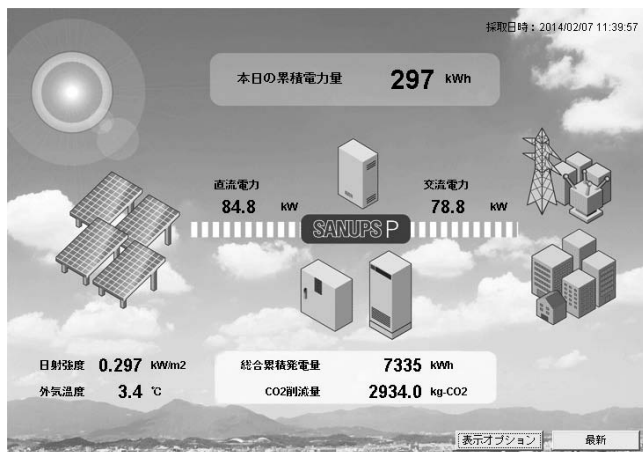 採取日時：2014/02/07 11:39:57
本日の累積電力量 297 kWh
直流電力 交流電力
84.8 kW 78.8 kW
SANUPS P
日射強度 0.297 kW/m2 総合累積発電量 7335 kWh
外気温度 3.4 ℃ CO2削減量 2934.0 kg-CO2
表示オプション 最新